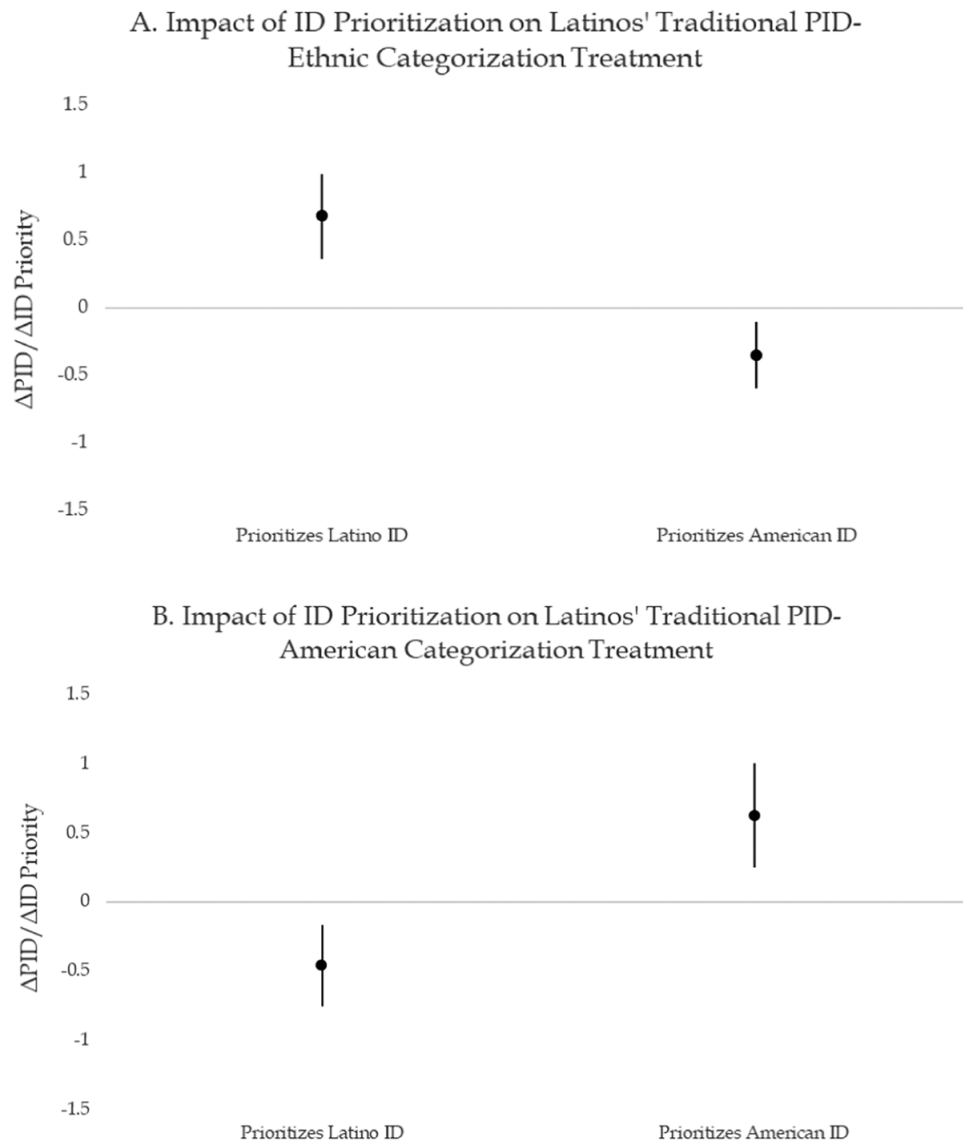 A. Impact of ID Prioritization on Latinos' Traditional PID-
Ethnic Categorization Treatment
1.5
1
0.5
0
-0.5
-1
-1.5
ΔPID/ΔID Priority
Prioritizes Latino ID
Prioritizes American ID
B. Impact of ID Prioritization on Latinos' Traditional PID-
American Categorization Treatment
1.5
1
0.5
0
-0.5
-1
-1.5
ΔPID/ΔID Priority
Prioritizes Latino ID
Prioritizes American ID